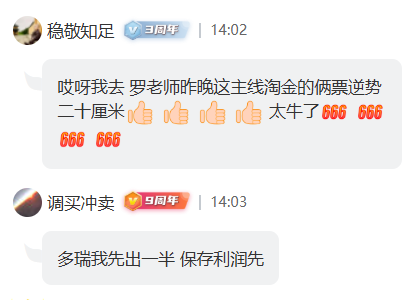 稳敬知足 3周年 | 14:02
哎呀我去 罗老师昨晚这主线淘金的俩票逆势
二十厘米 太牛了666 666
666 666
调买冲卖 9周年 | 14:03
多瑞我先出一半 保存利润先